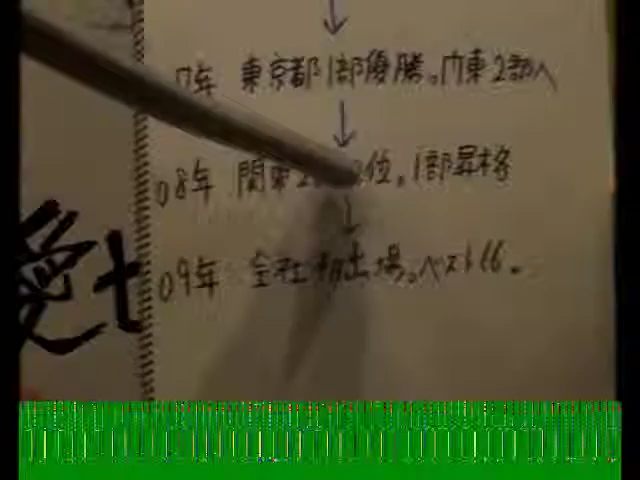 7年 東京都1部優勝。関東2部へ
08年 関東2 位。1部昇格
09年 全社初出場。ベスト16。